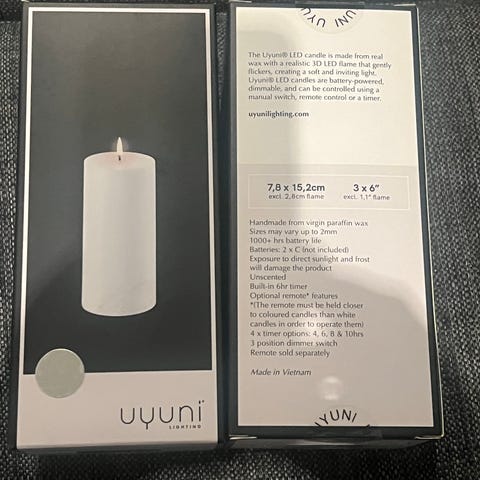 uyuni
LIGHTING
UYUNI
The Uyuni® LED candle is made from real
wax with a realistic 3D LED flame that gently
flickers, creating a soft and inviting light.
Uyuni® LED candles are battery-powered,
dimmable, and can be controlled using a
manual switch, remote control or a timer.
uyunilighting.com
7,8 x 15,2cm
excl. 2,8cm flame
3 x 6"
excl. 1,1" flame
Handmade from virgin paraffin wax
Sizes may vary up to 2mm
1000+ hrs battery life
Batteries: 2 x C (not included)
Exposure to direct sunlight and frost
will damage the product
Unscented
Built-in 6hr timer
Optional remote* features
*(The remote must be held closer
to coloured candles than white
candles in order to operate them)
4 x timer options: 4, 6, 8 & 10hrs
3 position dimmer switch
Remote sold separately
Made in Vietnam
UYUNI